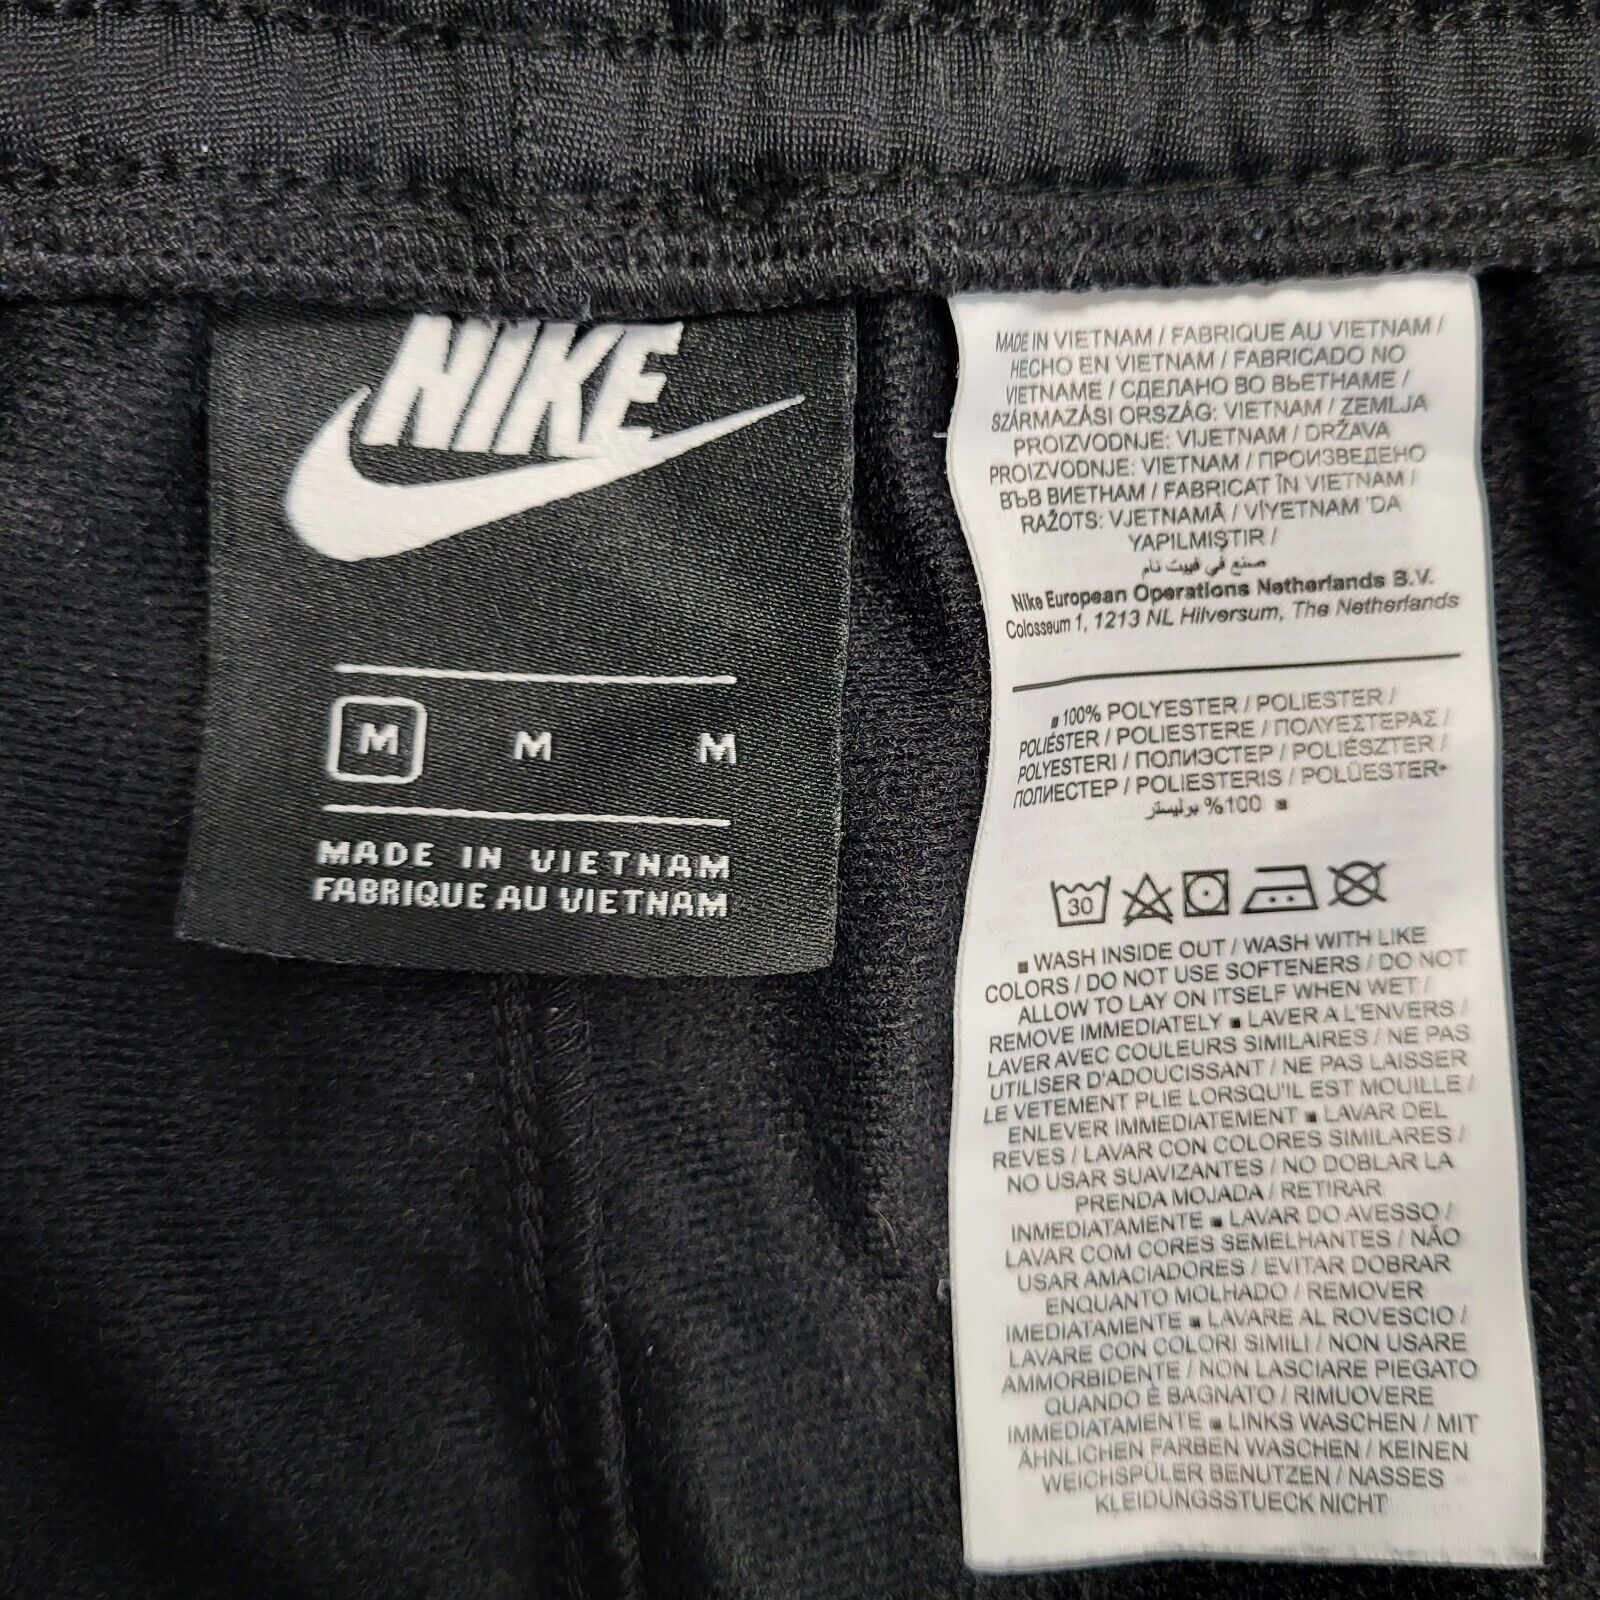 NIKE
M M M
MADE IN VIETNAM
FABRIQUE AU VIETNAM
MADE IN VIETNAM / FABRIQUE AU VIETNAM /
HECHO EN VIETNAM / FABRICADO NO
VIETNAME / СДЕЛАНО ВО ВЬЕТНАМЕ /
SZÁRMAZÁSI ORSZÁG: VIETNAM / ZEMLJA
PROIZVODNJE: VIJETNAM / DRŽAVA
PROIZVODNJE: VIETNAM / ПРОИЗВЕДЕНО
ВЪВ ВИЕТНАМ / FABRICAT ÎN VIETNAM /
RAŽOTS: VJETNAMĀ / VİYETNAM 'DA
YAPILMIŞTIR /
صنع في فييت نام
Nike European Operations Netherlands B.V.
Colosseum 1, 1213 NL Hilversum, The Netherlands
▪ 100% POLYESTER / POLIESTER /
POLIÉSTER / POLIESTERE / ΠΟΛΥΕΣΤΕΡΑΣ /
POLYESTERI / ПОЛИЭСТЕР / POLIÉSZTER /
ПОЛИЕСТЕР / POLIESTERIS / POLÜESTER•
100% بوليستر ▪
30
▪ WASH INSIDE OUT / WASH WITH LIKE
COLORS / DO NOT USE SOFTENERS / DO NOT
ALLOW TO LAY ON ITSELF WHEN WET /
REMOVE IMMEDIATELY ▪ LAVER A L'ENVERS /
LAVER AVEC COULEURS SIMILAIRES / NE PAS
UTILISER D'ADOUCISSANT / NE PAS LAISSER
LE VETEMENT PLIE LORSQU'IL EST MOUILLE /
ENLEVER IMMEDIATEMENT ▪ LAVAR DEL
REVES / LAVAR CON COLORES SIMILARES /
NO USAR SUAVIZANTES / NO DOBLAR LA
PRENDA MOJADA / RETIRAR
INMEDIATAMENTE ▪ LAVAR DO AVESSO /
LAVAR COM CORES SEMELHANTES / NÃO
USAR AMACIADORES / EVITAR DOBRAR
ENQUANTO MOLHADO / REMOVER
IMEDIATAMENTE ▪ LAVARE AL ROVESCIO /
LAVARE CON COLORI SIMILI / NON USARE
AMMORBIDENTE / NON LASCIARE PIEGATO
QUANDO È BAGNATO / RIMUOVERE
IMMEDIATAMENTE ▪ LINKS WASCHEN / MIT
ÄHNLICHEN FARBEN WASCHEN / KEINEN
WEICHSPÜLER BENUTZEN / NASSES
KLEIDUNGSSTUECK NICHT